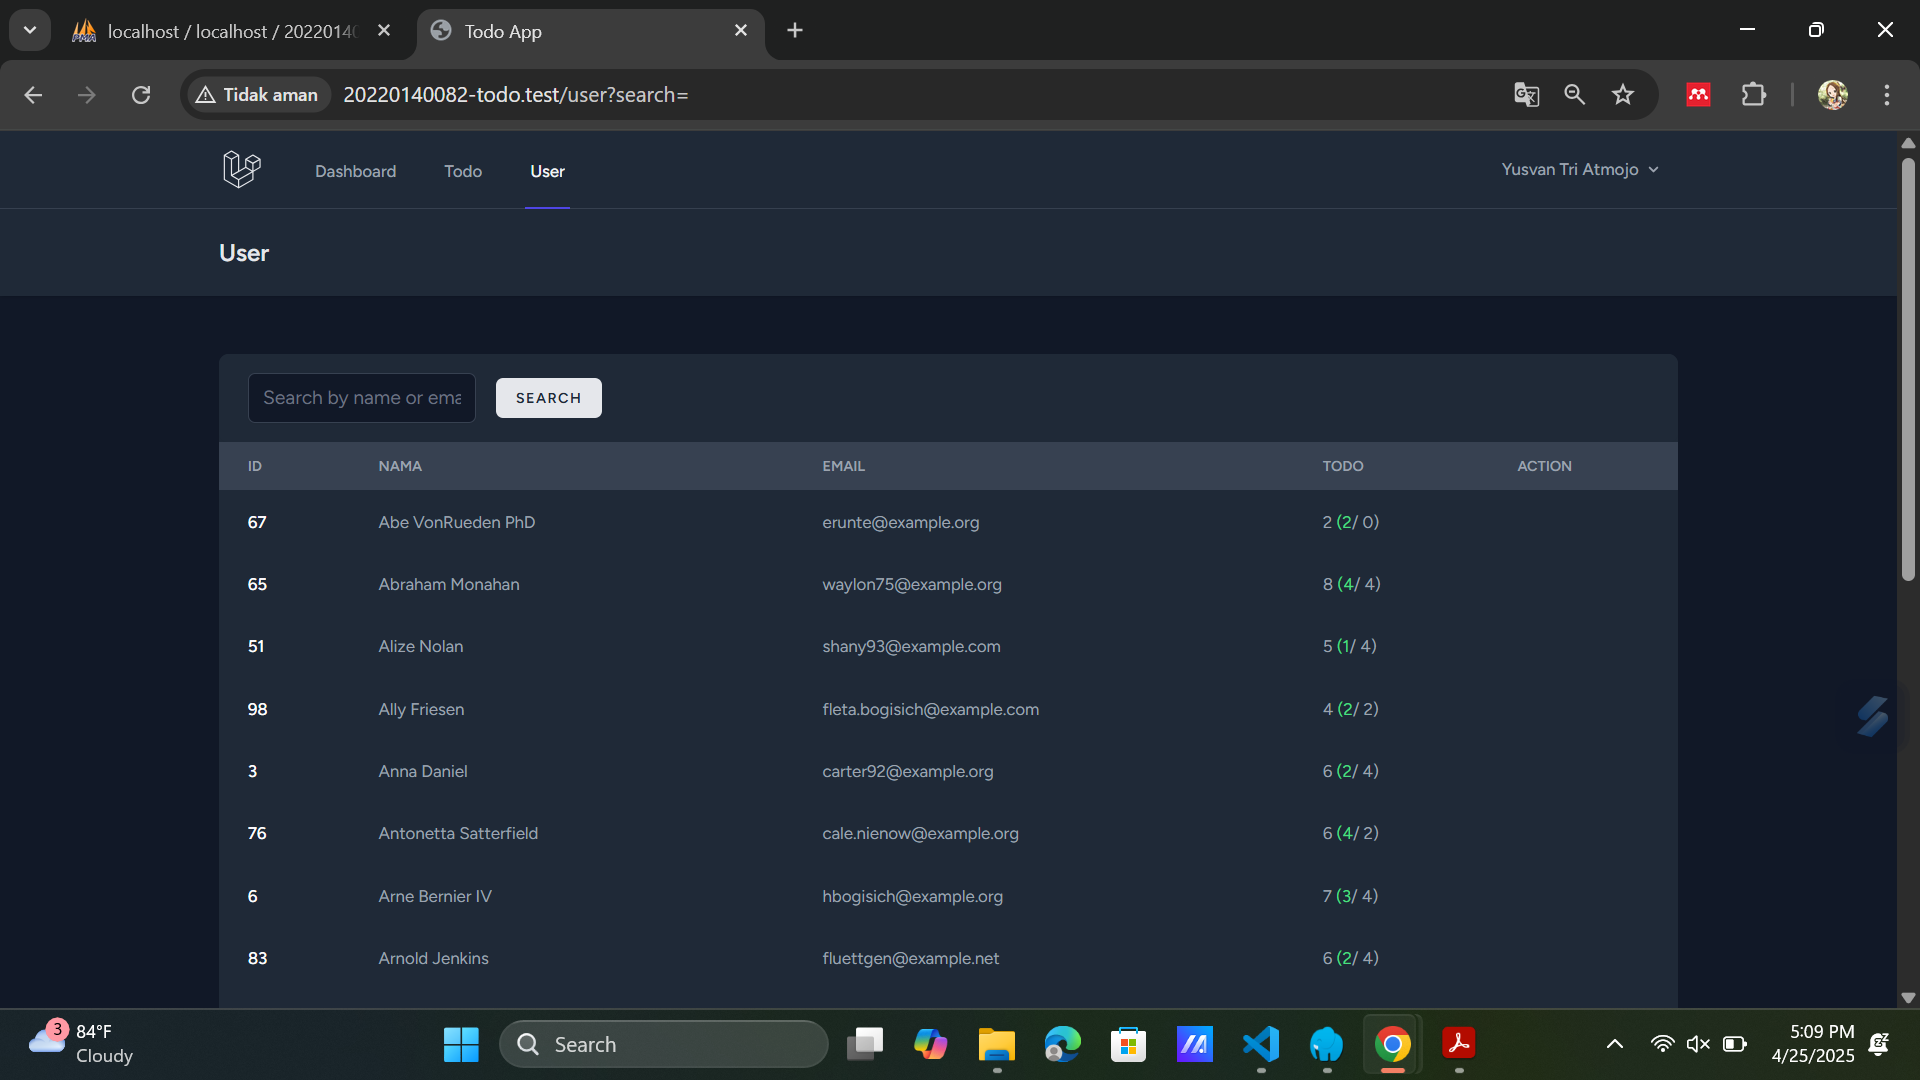 localhost / localhost / 2022014
Todo App
Tidak aman
20220140082-todo.test/user?search=
Dashboard
Todo
User
Yusvan Tri Atmojo
User
Search by name or ema
SEARCH
ID NAMA EMAIL TODO ACTION
67 Abe VonRueden PhD erunte@example.org 2 (2/ 0)
65 Abraham Monahan waylon75@example.org 8 (4/ 4)
51 Alize Nolan shany93@example.com 5 (1/ 4)
98 Ally Friesen fleta.bogisich@example.com 4 (2/ 2)
3 Anna Daniel carter92@example.org 6 (2/ 4)
76 Antonetta Satterfield cale.nienow@example.org 6 (4/ 2)
6 Arne Bernier IV hbogisich@example.org 7 (3/ 4)
83 Arnold Jenkins fluettgen@example.net 6 (2/ 4)
3
84°F
Cloudy
Search
5:09 PM
4/25/2025